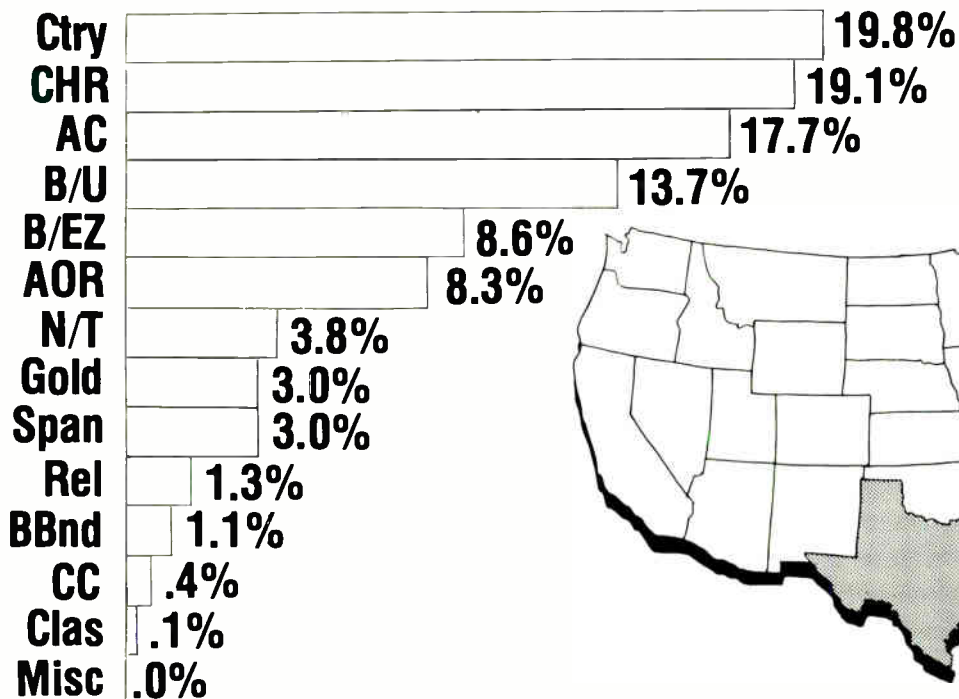 Ctry 19.8%
CHR 19.1%
AC 17.7%
B/U 13.7%
B/EZ 8.6%
AOR 8.3%
N/T 3.8%
Gold 3.0%
Span 3.0%
Rel 1.3%
BBnd 1.1%
CC .4%
Clas .1%
Misc .0%